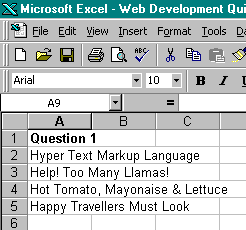 Microsoft Excel - Web Development Qui
File Edit View Insert Format Tools D
ABC
Arial 10 B I
A9 =
A B C
1 Question 1
2 Hyper Text Markup Language
3 Help! Too Many Llamas!
4 Hot Tomato, Mayonaise & Lettuce
5 Happy Travellers Must Look